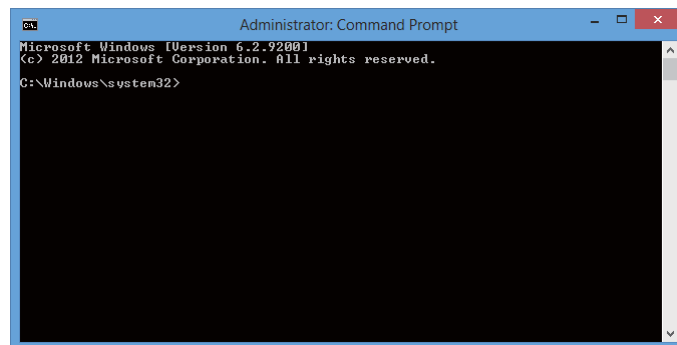 Administrator: Command Prompt
Microsoft Windows [Version 6.2.9200]
(c) 2012 Microsoft Corporation. All rights reserved.
C:\Windows\system32>